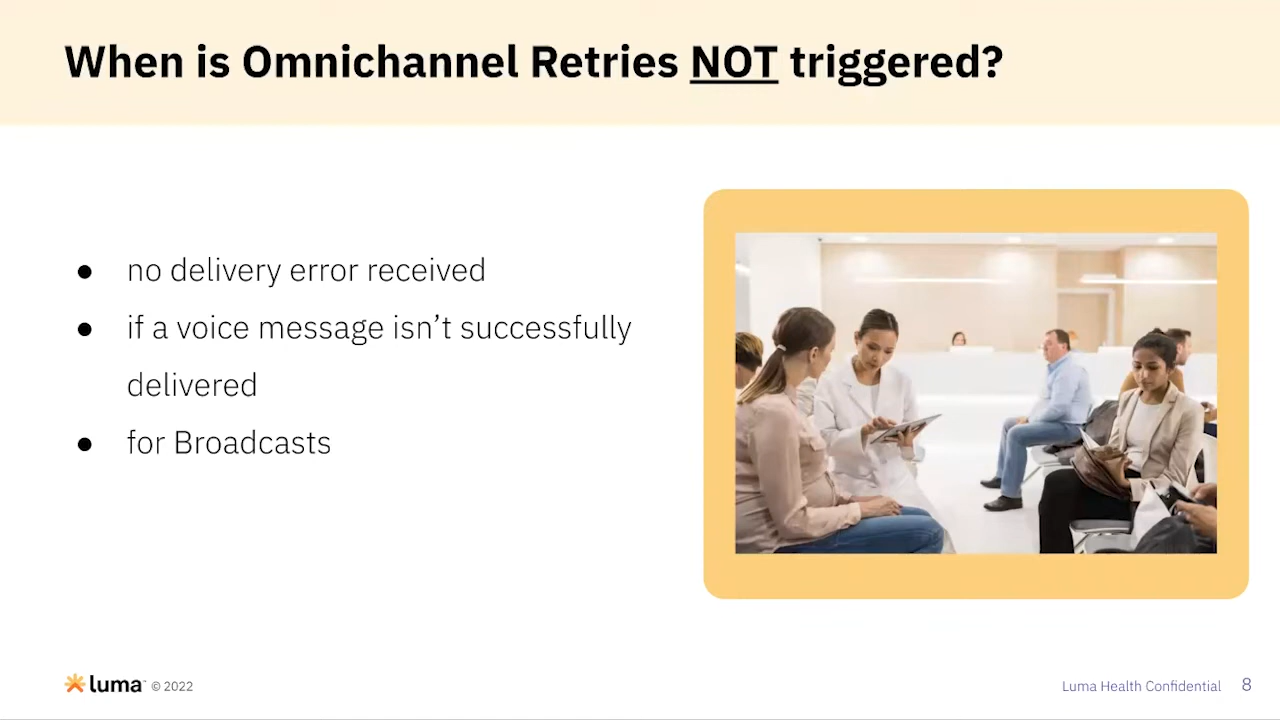 When is Omnichannel Retries NOT triggered?
● no delivery error received
● if a voice message isn’t successfully
delivered
● for Broadcasts
luma™ © 2022
Luma Health Confidential 8